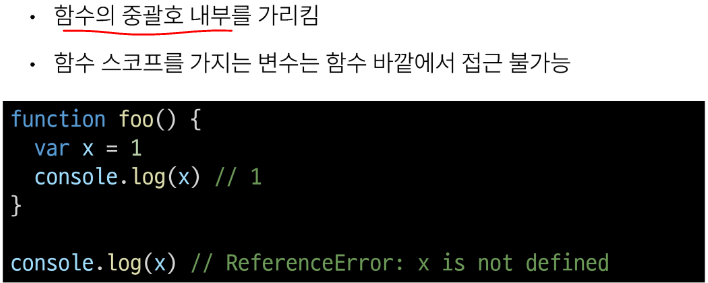 • 함수의 중괄호 내부를 가리킴
• 함수 스코프를 가지는 변수는 함수 바깥에서 접근 불가능
function foo() {
  var x = 1
  console.log(x) // 1
}
console.log(x) // ReferenceError: x is not defined